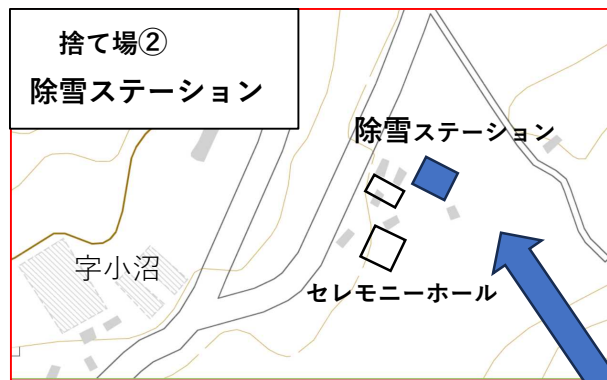 捨て場②
除雪ステーション
除雪ステーション
字小沼
セレモニーホール